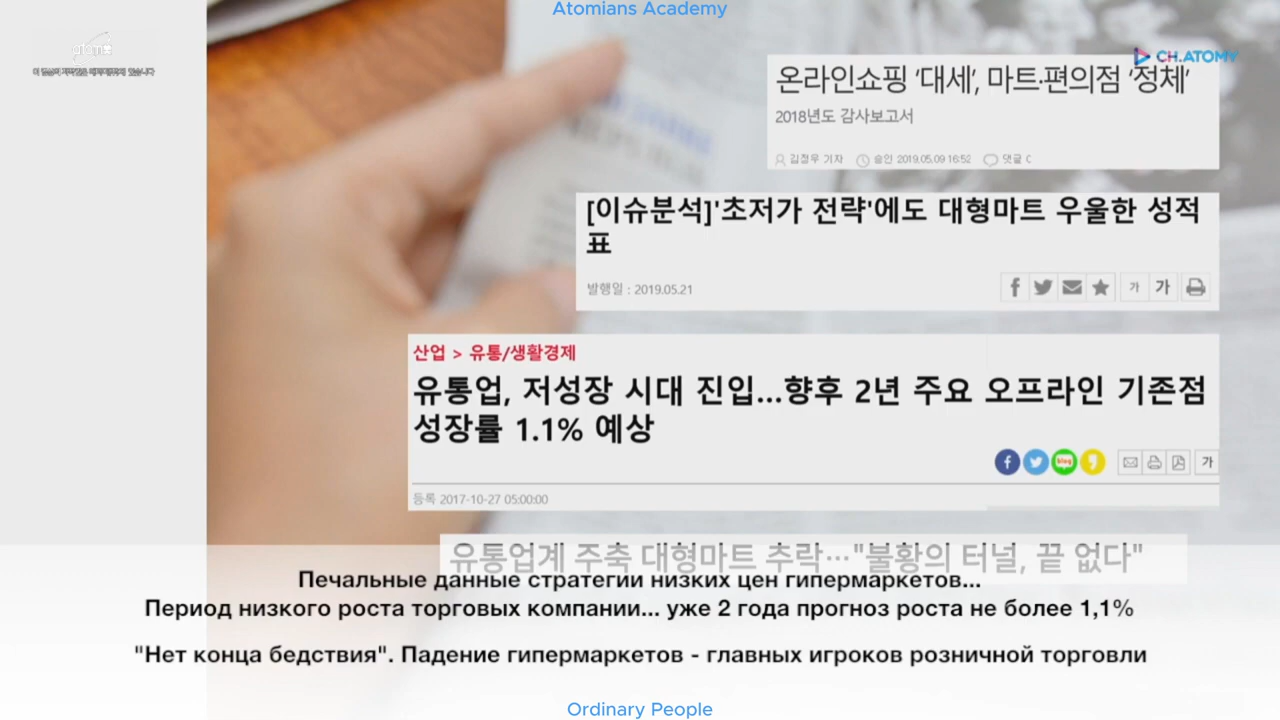 Atomians Academy
atomy
CH.ATOMY
온라인쇼핑 '대세', 마트·편의점 '정체'
2018년도 감사보고서
김철우 기자 승인 2019.05.09 16:52 댓글 0
[이슈분석]'초저가 전략'에도 대형마트 우울한 성적
표
발행일 : 2019.05.21
가 가
산업 > 유통/생활경제
유통업, 저성장 시대 진입...향후 2년 주요 오프라인 기존점
성장률 1.1% 예상
blog 가
등록 2017-10-27 05:00:00
유통업계 주축 대형마트 추락…"불황의 터널, 끝 없다"
Печальные данные стратегии низких цен гипермаркетов...
Период низкого роста торговых компании... уже 2 года прогноз роста не более 1,1%
"Нет конца бедствия". Падение гипермаркетов - главных игроков розничной торговли
Ordinary People